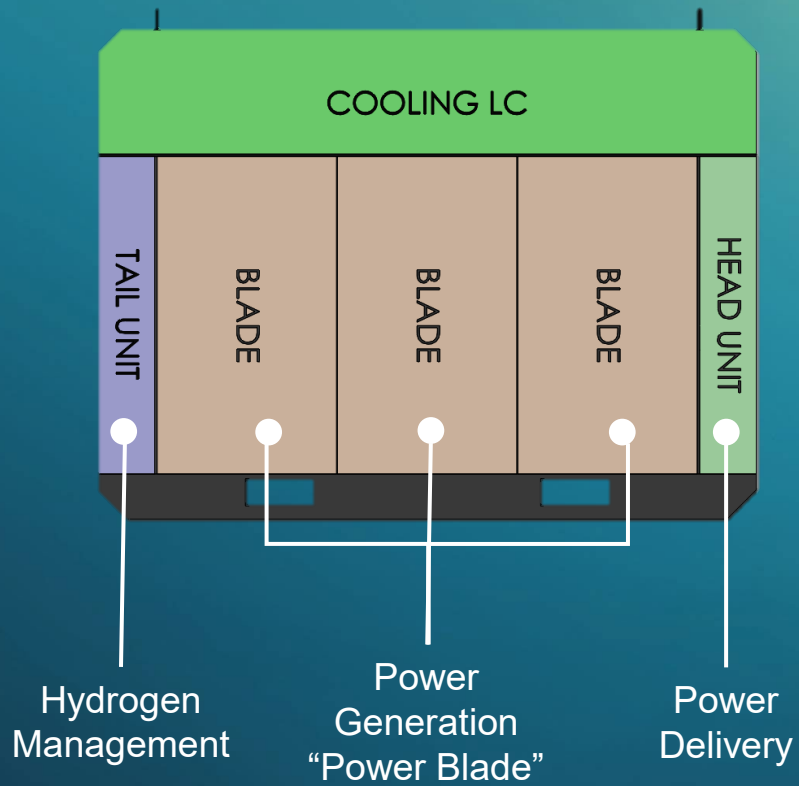 COOLING LC
TAIL UNIT
BLADE
BLADE
BLADE
HEAD UNIT
Hydrogen
Management
Power
Generation
“Power Blade”
Power
Delivery